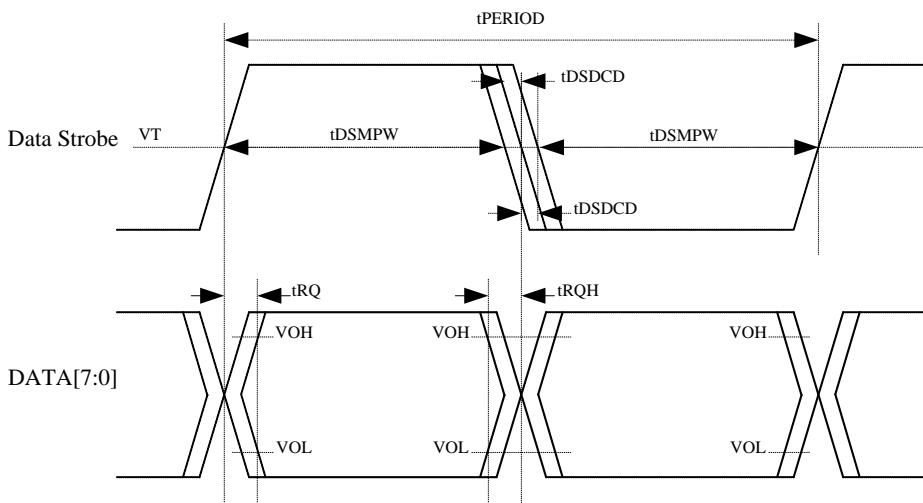 tPERIOD
tDSDCD
Data Strobe VT tDSMPW tDSMPW
tDSDCD
tRQ tRQH
VOH VOH VOH
DATA[7:0]
VOL VOL VOL